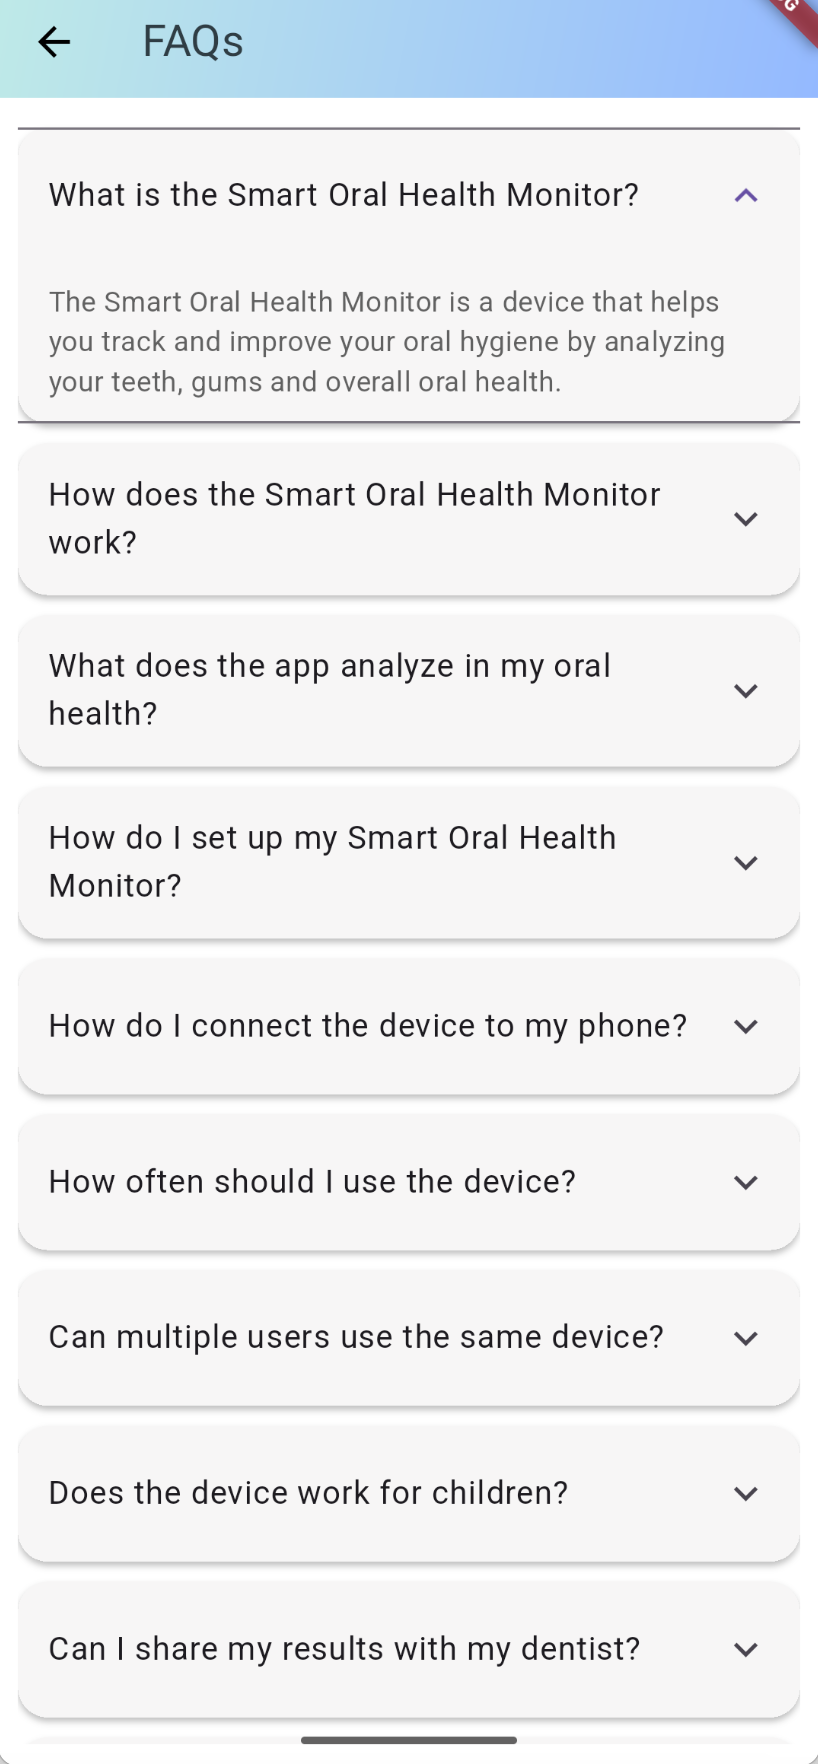 FAQs
What is the Smart Oral Health Monitor?
The Smart Oral Health Monitor is a device that helps
you track and improve your oral hygiene by analyzing
your teeth, gums and overall oral health.
How does the Smart Oral Health Monitor
work?
What does the app analyze in my oral
health?
How do I set up my Smart Oral Health
Monitor?
How do I connect the device to my phone?
How often should I use the device?
Can multiple users use the same device?
Does the device work for children?
Can I share my results with my dentist?